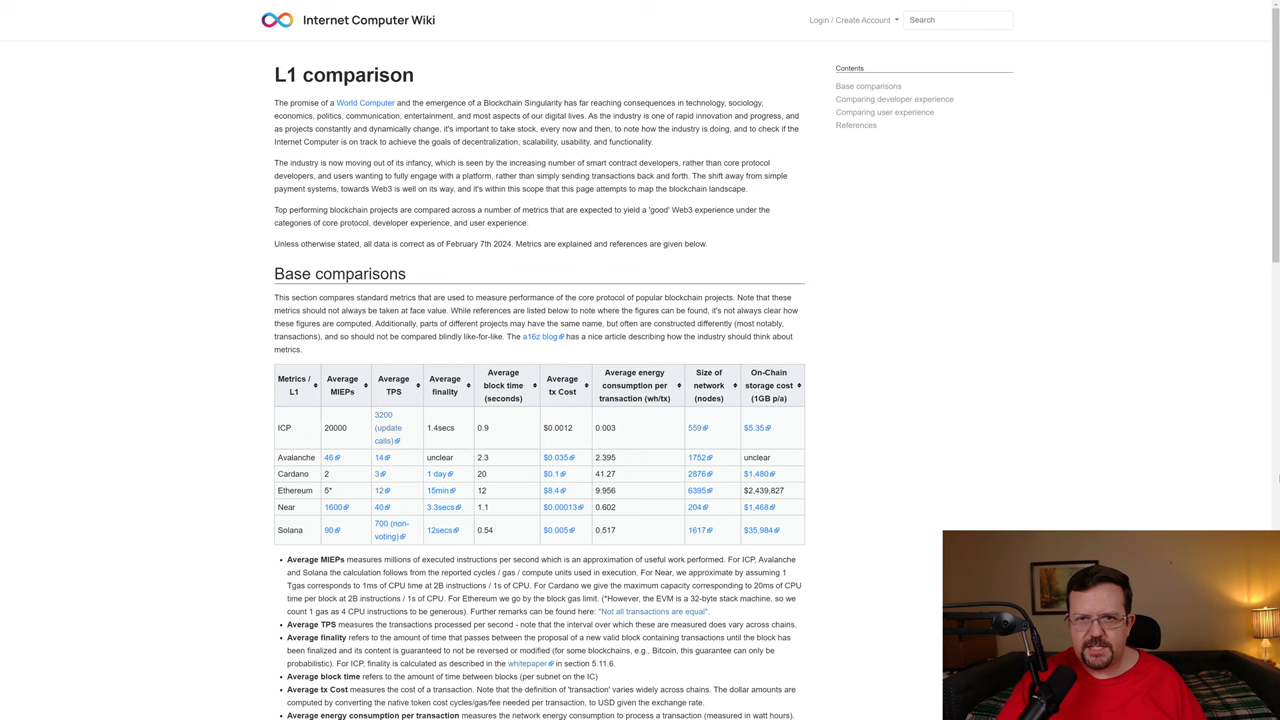 Internet Computer Wiki
Login / Create Account
Search
L1 comparison
The promise of a World Computer and the emergence of a Blockchain Singularity has far reaching consequences in technology, sociology,
economics, politics, communication, entertainment, and most aspects of our digital lives. As the industry is one of rapid innovation and progress, and
as projects constantly and dynamically change, it's important to take stock, every now and then, to note how the industry is doing, and to check if the
Internet Computer is on track to achieve the goals of decentralization, scalability, usability, and functionality.
The industry is now moving out of its infancy, which is seen by the increasing number of smart contract developers, rather than core protocol
developers, and users wanting to fully engage with a platform, rather than simply sending transactions back and forth. The shift away from simple
payment systems, towards Web3 is well on its way, and it's within this scope that this page attempts to map the blockchain landscape.
Top performing blockchain projects are compared across a number of metrics that are expected to yield a 'good' Web3 experience under the
categories of core protocol, developer experience, and user experience.
Unless otherwise stated, all data is correct as of February 7th 2024. Metrics are explained and references are given below.
Contents
Base comparisons
Comparing developer experience
Comparing user experience
References
Base comparisons
This section compares standard metrics that are used to measure performance of the core protocol of popular blockchain projects. Note that these
metrics should not always be taken at face value. While references are listed below to note where the figures can be found, it's not always clear how
these figures are computed. Additionally, parts of different projects may have the same name, but often are constructed differently (most notably,
transactions), and so should not be compared blindly like-for-like. The a16z blog has a nice article describing how the industry should think about
metrics.
Metrics / L1 Average MIEPs Average TPS Average finality Average block time (seconds) Average tx Cost Average energy consumption per transaction (wh/tx) Size of network (nodes) On-Chain storage cost (1GB p/a)
ICP 20000 3200 (update calls) 1.4secs 0.9 $0.0012 0.003 559 $5.35
Avalanche 46 14 unclear 2.3 $0.035 2.395 1752 unclear
Cardano 2 3 1 day 20 $0.1 41.27 2876 $1,480
Ethereum 5* 12 15min 12 $8.4 9.956 6395 $2,439,827
Near 1600 40 3.3secs 1.1 $0.00013 0.602 204 $1,468
Solana 90 700 (non-voting) 12secs 0.54 $0.005 0.517 1617 $35,984
• Average MIEPs measures millions of executed instructions per second which is an approximation of useful work performed. For ICP, Avalanche
and Solana the calculation follows from the reported cycles / gas / compute units used in execution. For Near, we approximate by assuming 1
Tgas corresponds to 1ms of CPU time at 2B instructions / 1s of CPU. For Cardano we give the maximum capacity corresponding to 20ms of CPU
time per block at 2B instructions / 1s of CPU. For Ethereum we go by the block gas limit. (*However, the EVM is a 32-byte stack machine, so we
count 1 gas as 4 CPU instructions to be generous). Further remarks can be found here: "Not all transactions are equal".
• Average TPS measures the transactions processed per second - note that the interval over which these are measured does vary across chains.
• Average finality refers to the amount of time that passes between the proposal of a new valid block containing transactions until the block has
been finalized and its content is guaranteed to not be reversed or modified (for some blockchains, e.g., Bitcoin, this guarantee can only be
probabilistic). For ICP, finality is calculated as described in the whitepaper in section 5.11.6.
• Average block time refers to the amount of time between blocks (per subnet on the IC)
• Average tx Cost measures the cost of a transaction. Note that the definition of 'transaction' varies widely across chains. The dollar amounts are
computed by converting the native token cost cycles/gas/fee needed per transaction, to USD given the exchange rate.
• Average energy consumption per transaction measures the network energy consumption to process a transaction (measured in watt hours).